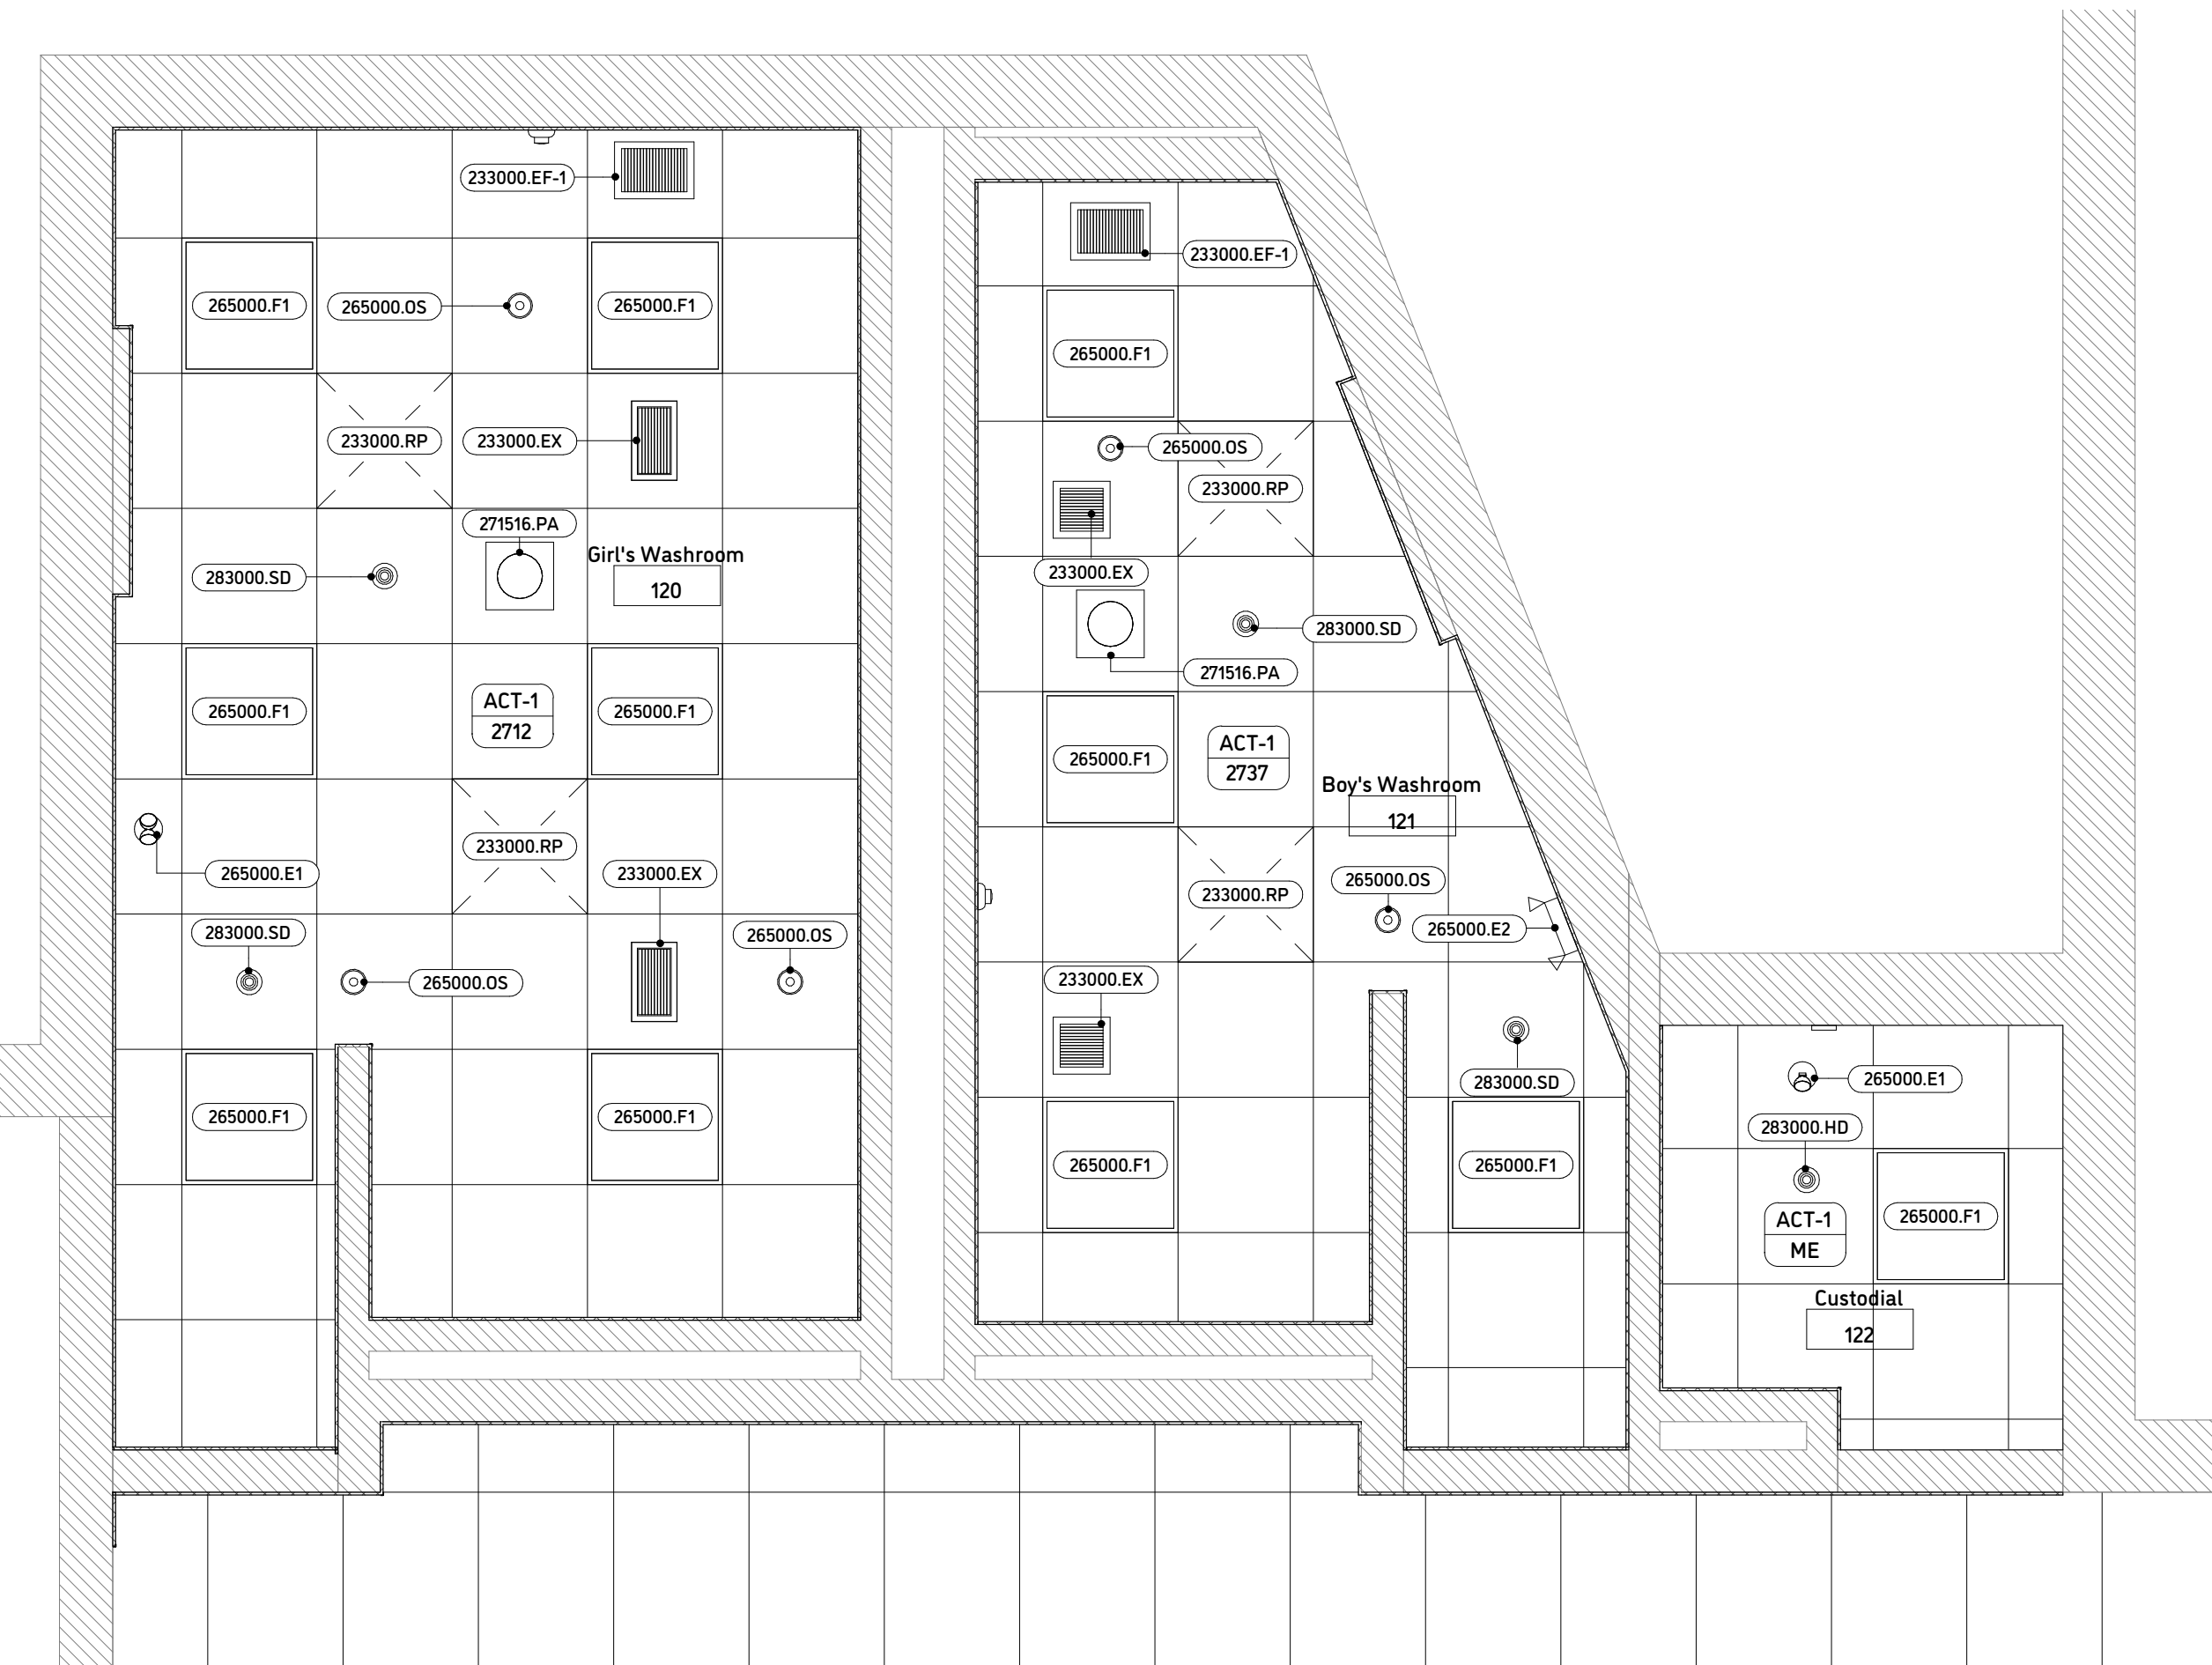 233000.EF-1
265000.F1
265000.OS
265000.F1
233000.RP
233000.EX
271516.PA
283000.SD
Girl's Washroom
120
265000.F1
ACT-1
2712
265000.F1
233000.RP
265000.E1
233000.EX
283000.SD
265000.OS
265000.OS
265000.F1
265000.F1
233000.EF-1
265000.F1
265000.OS
233000.RP
233000.EX
283000.SD
271516.PA
265000.F1
ACT-1
2737
Boy's Washroom
121
233000.RP
265000.OS
265000.E2
233000.EX
283000.SD
265000.F1
265000.F1
265000.E1
283000.HD
ACT-1
ME
265000.F1
Custodial
122